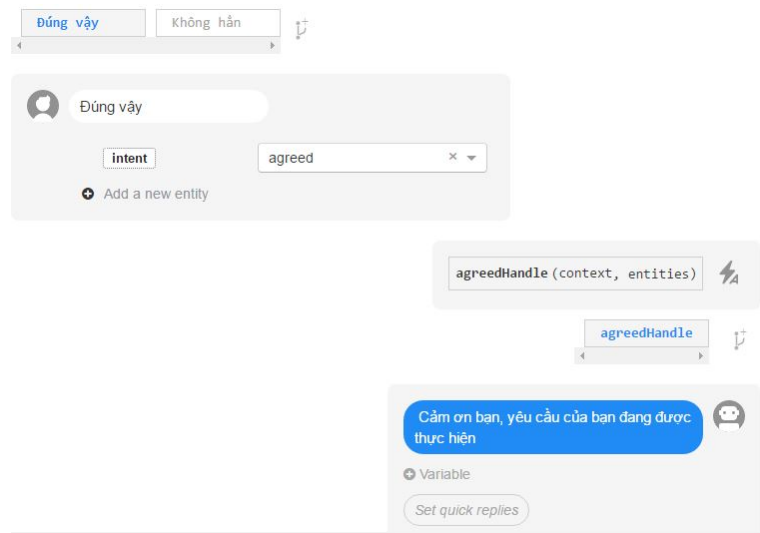 Đúng vậy
Không hẳn
Đúng vậy
intent
agreed
Add a new entity
agreedHandle(context, entities)
agreedHandle
Cảm ơn bạn, yêu cầu của bạn đang được
thực hiện
Variable
Set quick replies